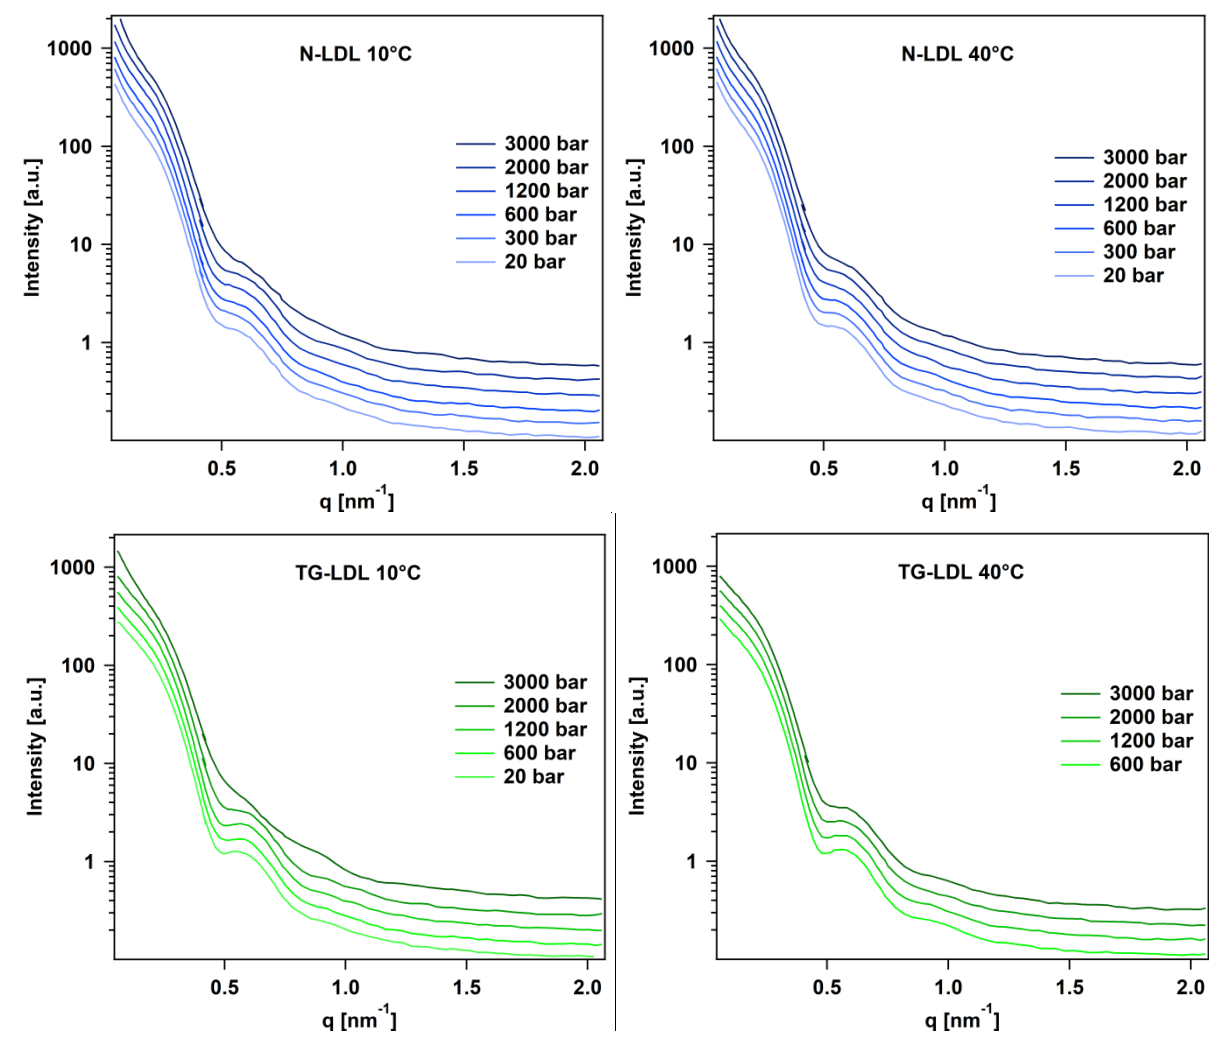 N-LDL 10°C
1000
100
10
1
Intensity [a.u.]
3000 bar
2000 bar
1200 bar
600 bar
300 bar
20 bar
0.5 1.0 1.5 2.0
q [nm⁻¹]
N-LDL 40°C
1000
100
10
1
Intensity [a.u.]
3000 bar
2000 bar
1200 bar
600 bar
300 bar
20 bar
0.5 1.0 1.5 2.0
q [nm⁻¹]
TG-LDL 10°C
1000
100
10
1
Intensity [a.u.]
3000 bar
2000 bar
1200 bar
600 bar
20 bar
0.5 1.0 1.5 2.0
q [nm⁻¹]
TG-LDL 40°C
1000
100
10
1
Intensity [a.u.]
3000 bar
2000 bar
1200 bar
600 bar
0.5 1.0 1.5 2.0
q [nm⁻¹]